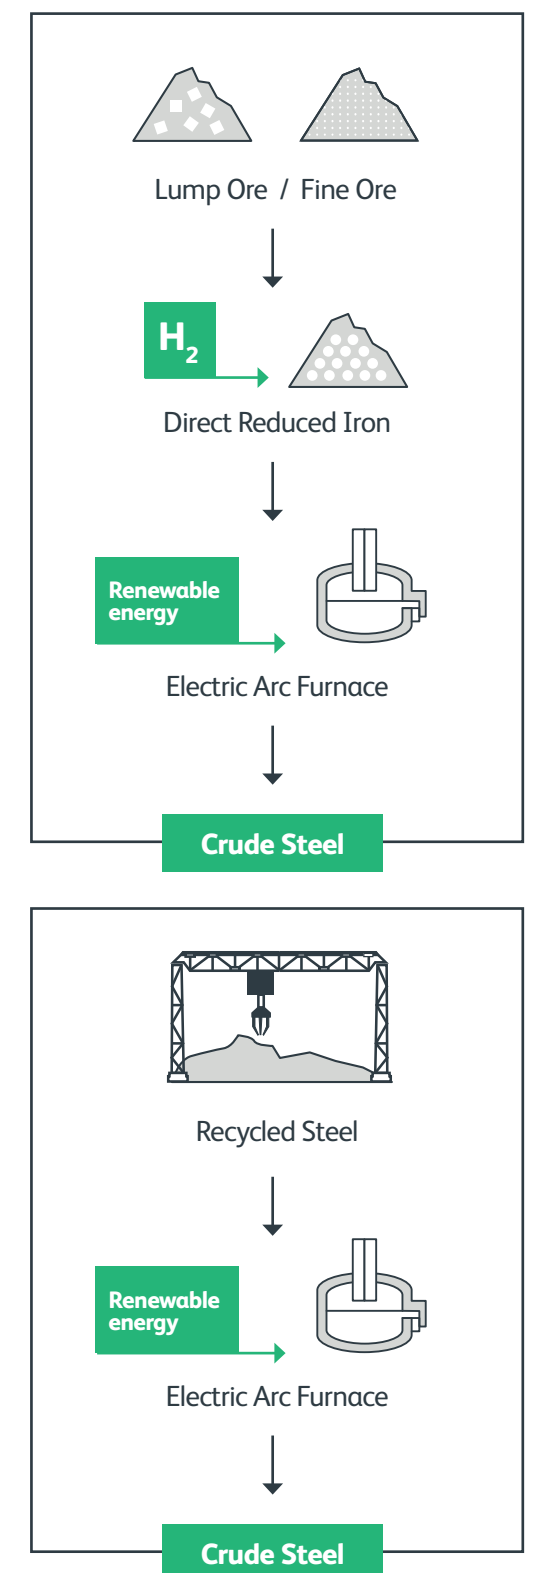 Lump Ore / Fine Ore
H₂
Direct Reduced Iron
Renewable
energy
Electric Arc Furnace
Crude Steel
Recycled Steel
Renewable
energy
Electric Arc Furnace
Crude Steel